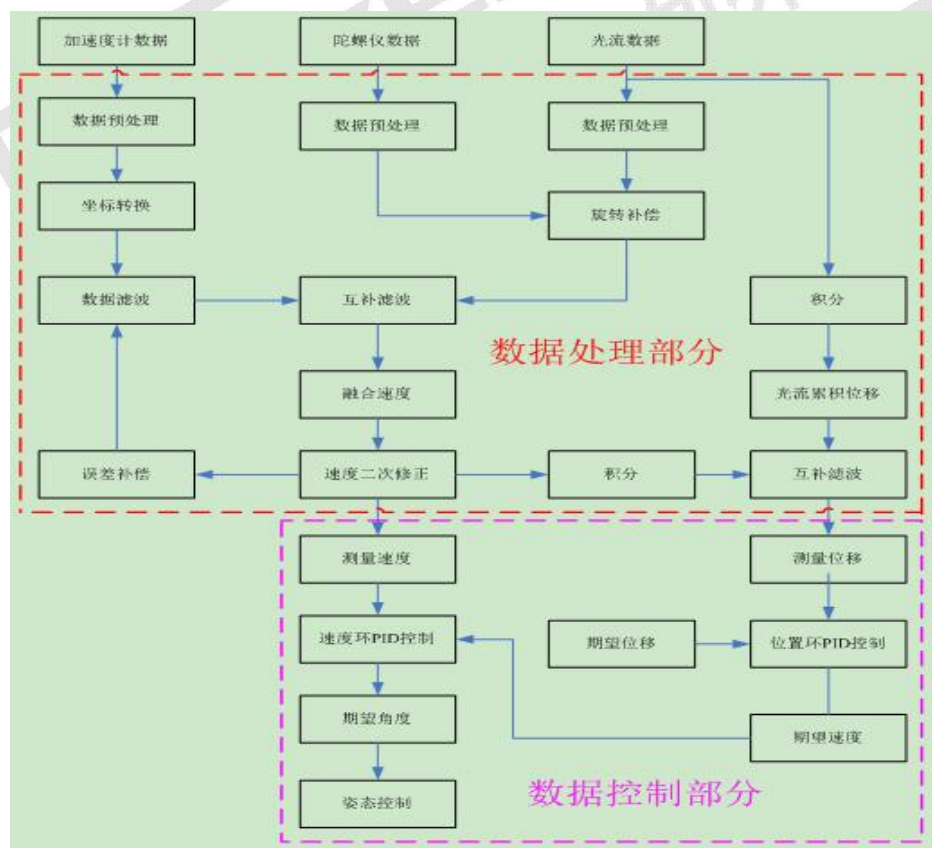 加速度计数据
陀螺仪数据
光流数据
数据预处理
数据预处理
数据预处理
坐标转换
旋转补偿
数据滤波
互补滤波
积分
数据处理部分
融合速度
光流累积位移
误差补偿
速度二次修正
积分
互补滤波
测量速度
测量位移
速度环PID控制
期望位移
位置环PID控制
期望角度
期望速度
姿态控制
数据控制部分